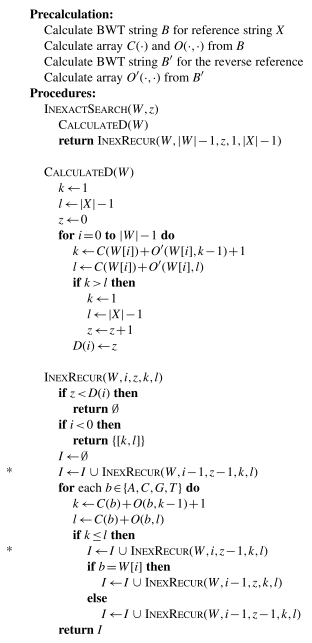 Precalculation:
Calculate BWT string B for reference string X
Calculate array C(·) and O(·,·) from B
Calculate BWT string B′ for the reverse reference
Calculate array O′(·,·) from B′
Procedures:
INEXACTSEARCH(W,z)
CALCULATED(W)
return INEXRECUR(W,|W|−1,z,1,|X|−1)
CALCULATED(W)
k←1
l←|X|−1
z←0
for i=0 to |W|−1 do
k←C(W[i])+O′(W[i],k−1)+1
l←C(W[i])+O′(W[i],l)
if k>l then
k←1
l←|X|−1
z←z+1
D(i)←z
INEXRECUR(W,i,z,k,l)
if z<D(i) then
return ∅
if i<0 then
return {[k,l]}
I←∅
* I←I∪INEXRECUR(W,i−1,z−1,k,l)
for each b∈{A,C,G,T} do
k←C(b)+O(b,k−1)+1
l←C(b)+O(b,l)
if k≤l then
* I←I∪INEXRECUR(W,i,z−1,k,l)
if b=W[i] then
I←I∪INEXRECUR(W,i−1,z,k,l)
else
I←I∪INEXRECUR(W,i−1,z−1,k,l)
return I